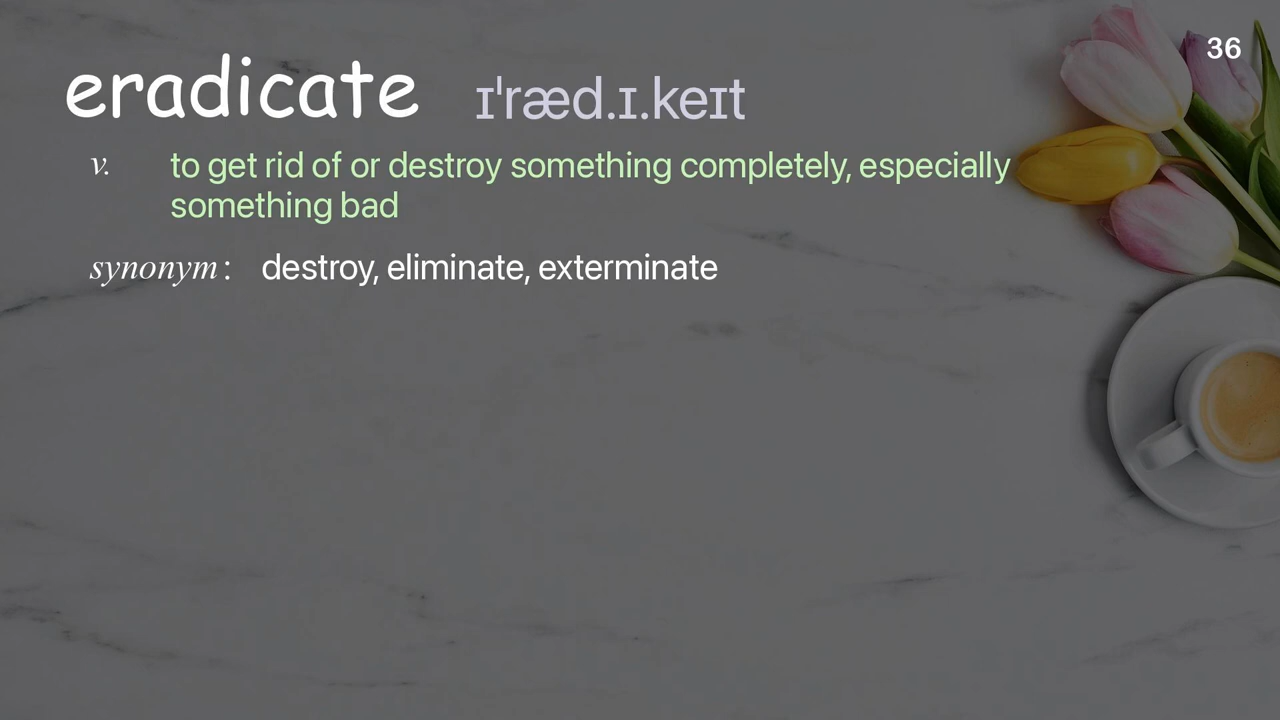 36
eradicate ɪˈræd.ɪ.keɪt
v. to get rid of or destroy something completely, especially
something bad
synonym: destroy, eliminate, exterminate